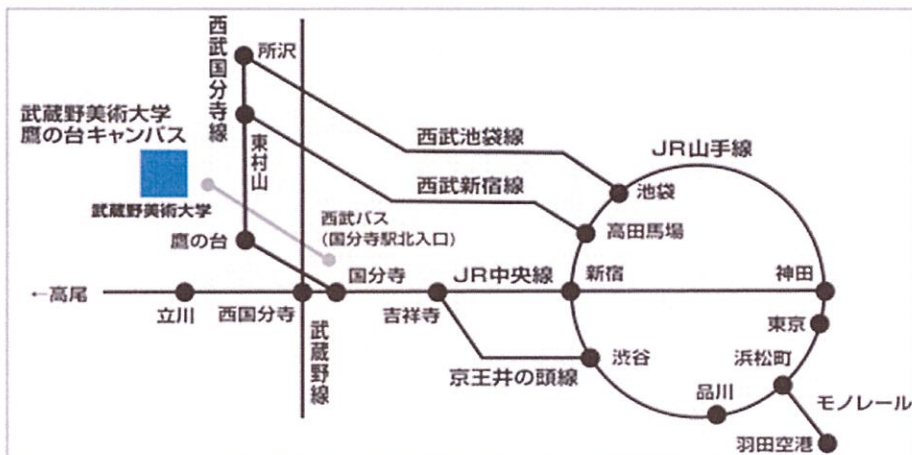 西武国分寺線
所沢
武蔵野美術大学
鷹の台キャンパス
武蔵野美術大学
東村山
鷹の台
西武バス
(国分寺駅北入口)
西武池袋線
西武新宿線
JR山手線
池袋
高田馬場
←高尾
立川
西国分寺
国分寺
武蔵野線
吉祥寺
JR中央線
新宿
神田
東京
京王井の頭線
渋谷
浜松町
品川
モノレール
羽田空港